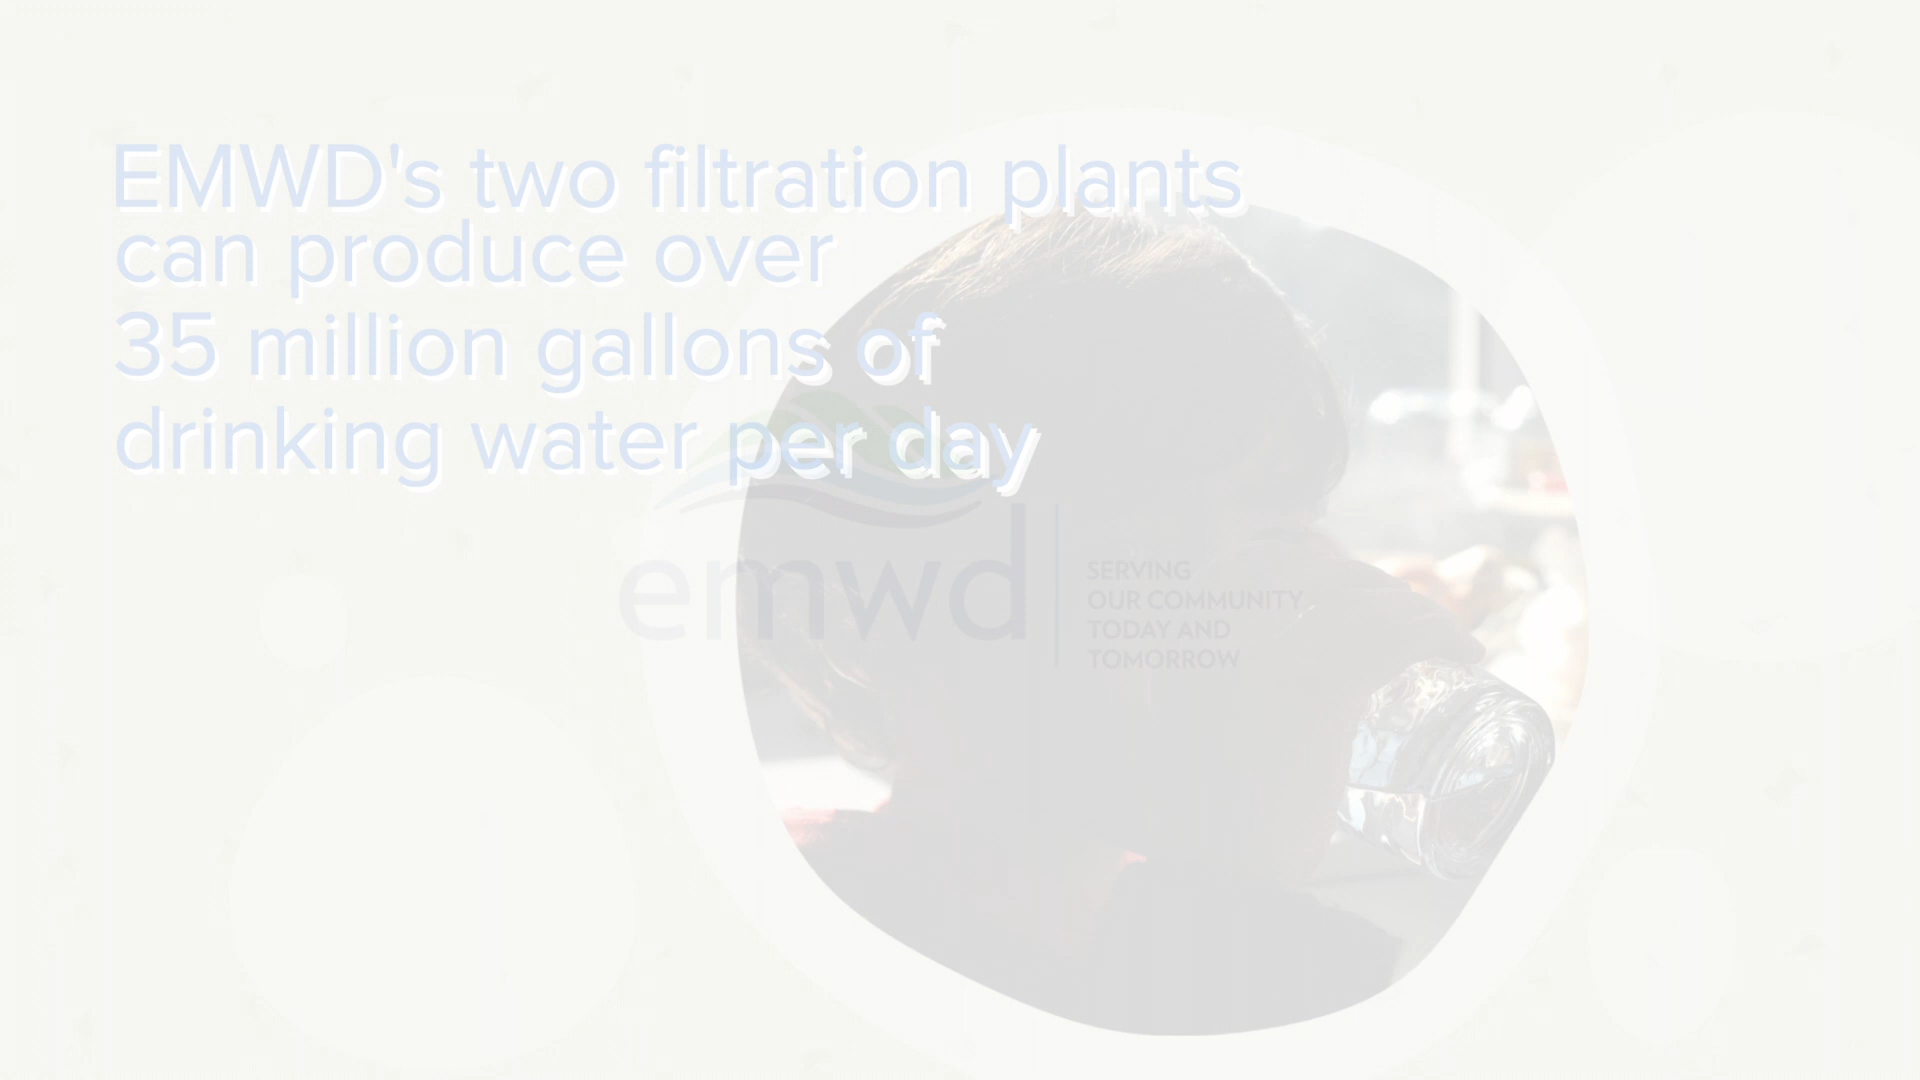 EMWD's two filtration plants
can produce over
35 million gallons of
drinking water per day
emwd
SERVING
OUR COMMUNITY
TODAY AND
TOMORROW